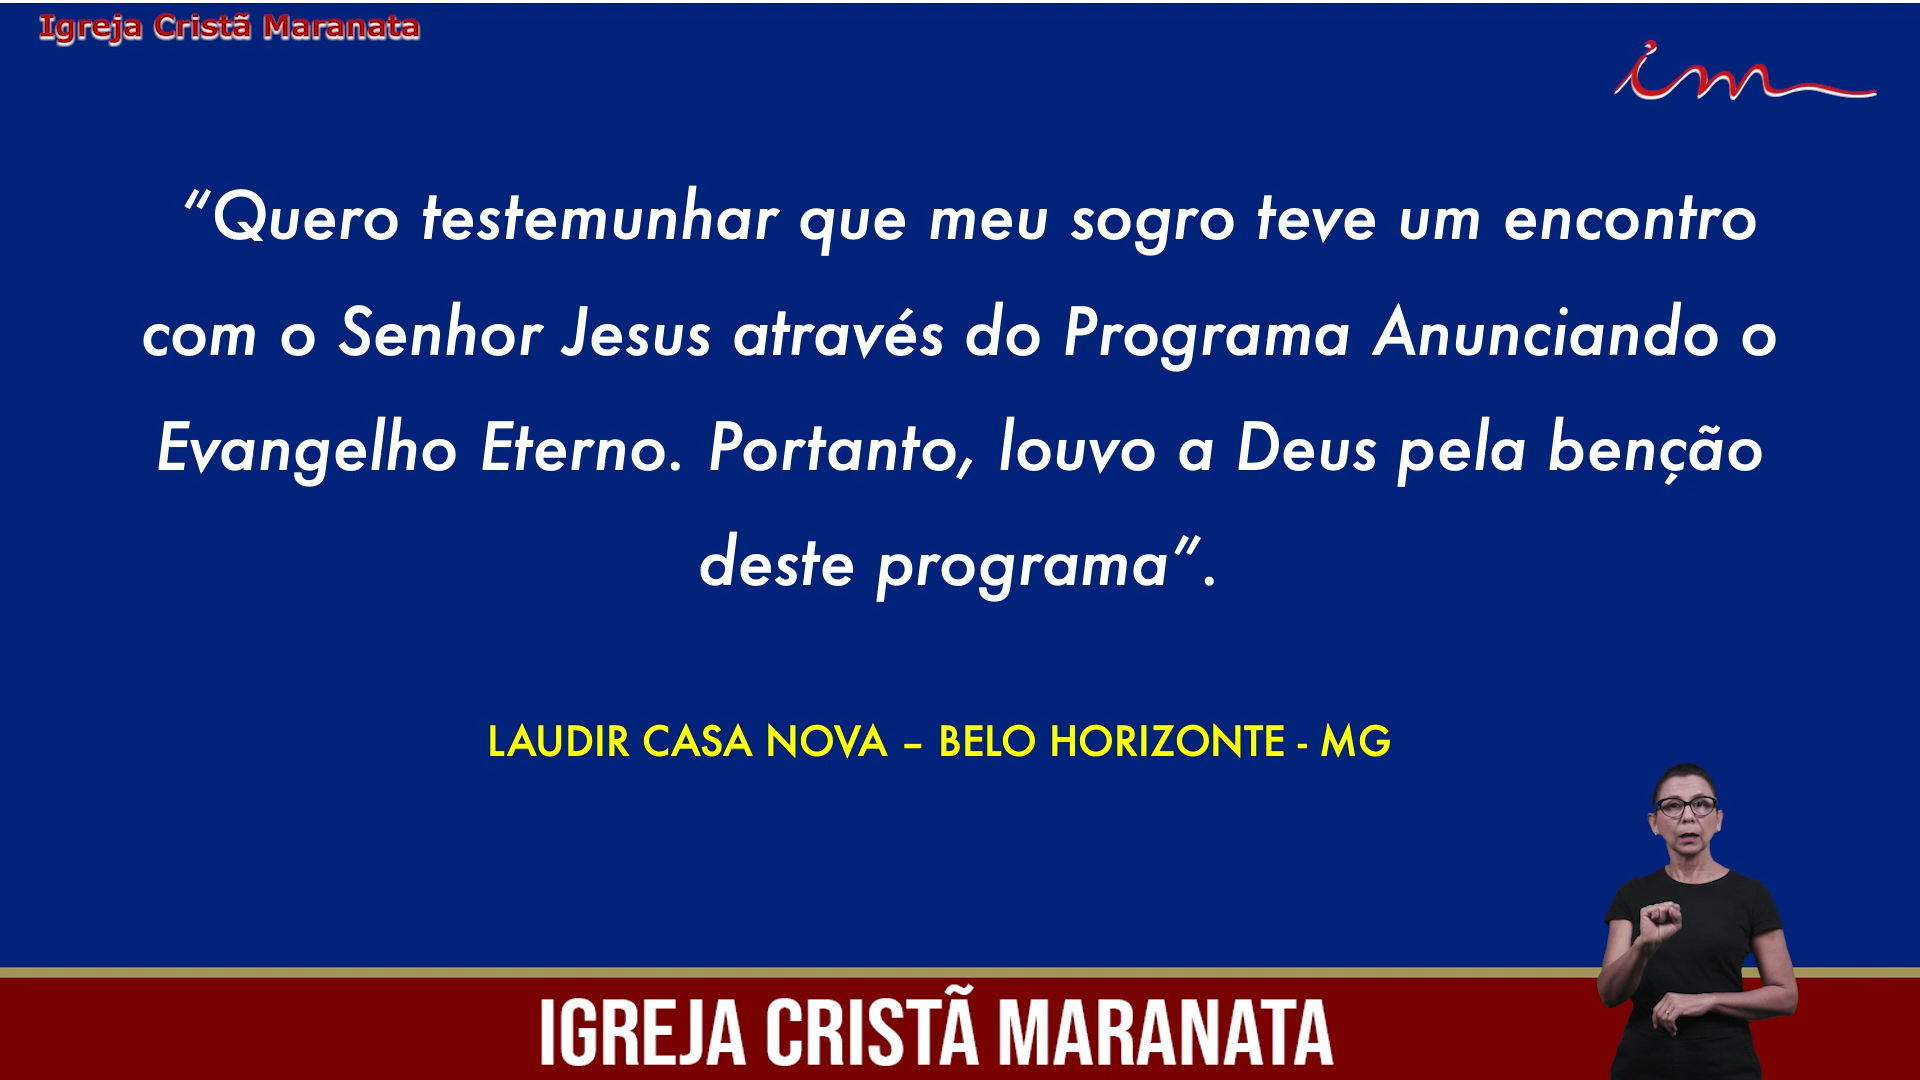 Igreja Cristã Maranata
im
“Quero testemunhar que meu sogro teve um encontro
com o Senhor Jesus através do Programa Anunciando o
Evangelho Eterno. Portanto, louvo a Deus pela benção
deste programa”.
LAUDIR CASA NOVA – BELO HORIZONTE - MG
IGREJA CRISTÃ MARANATA